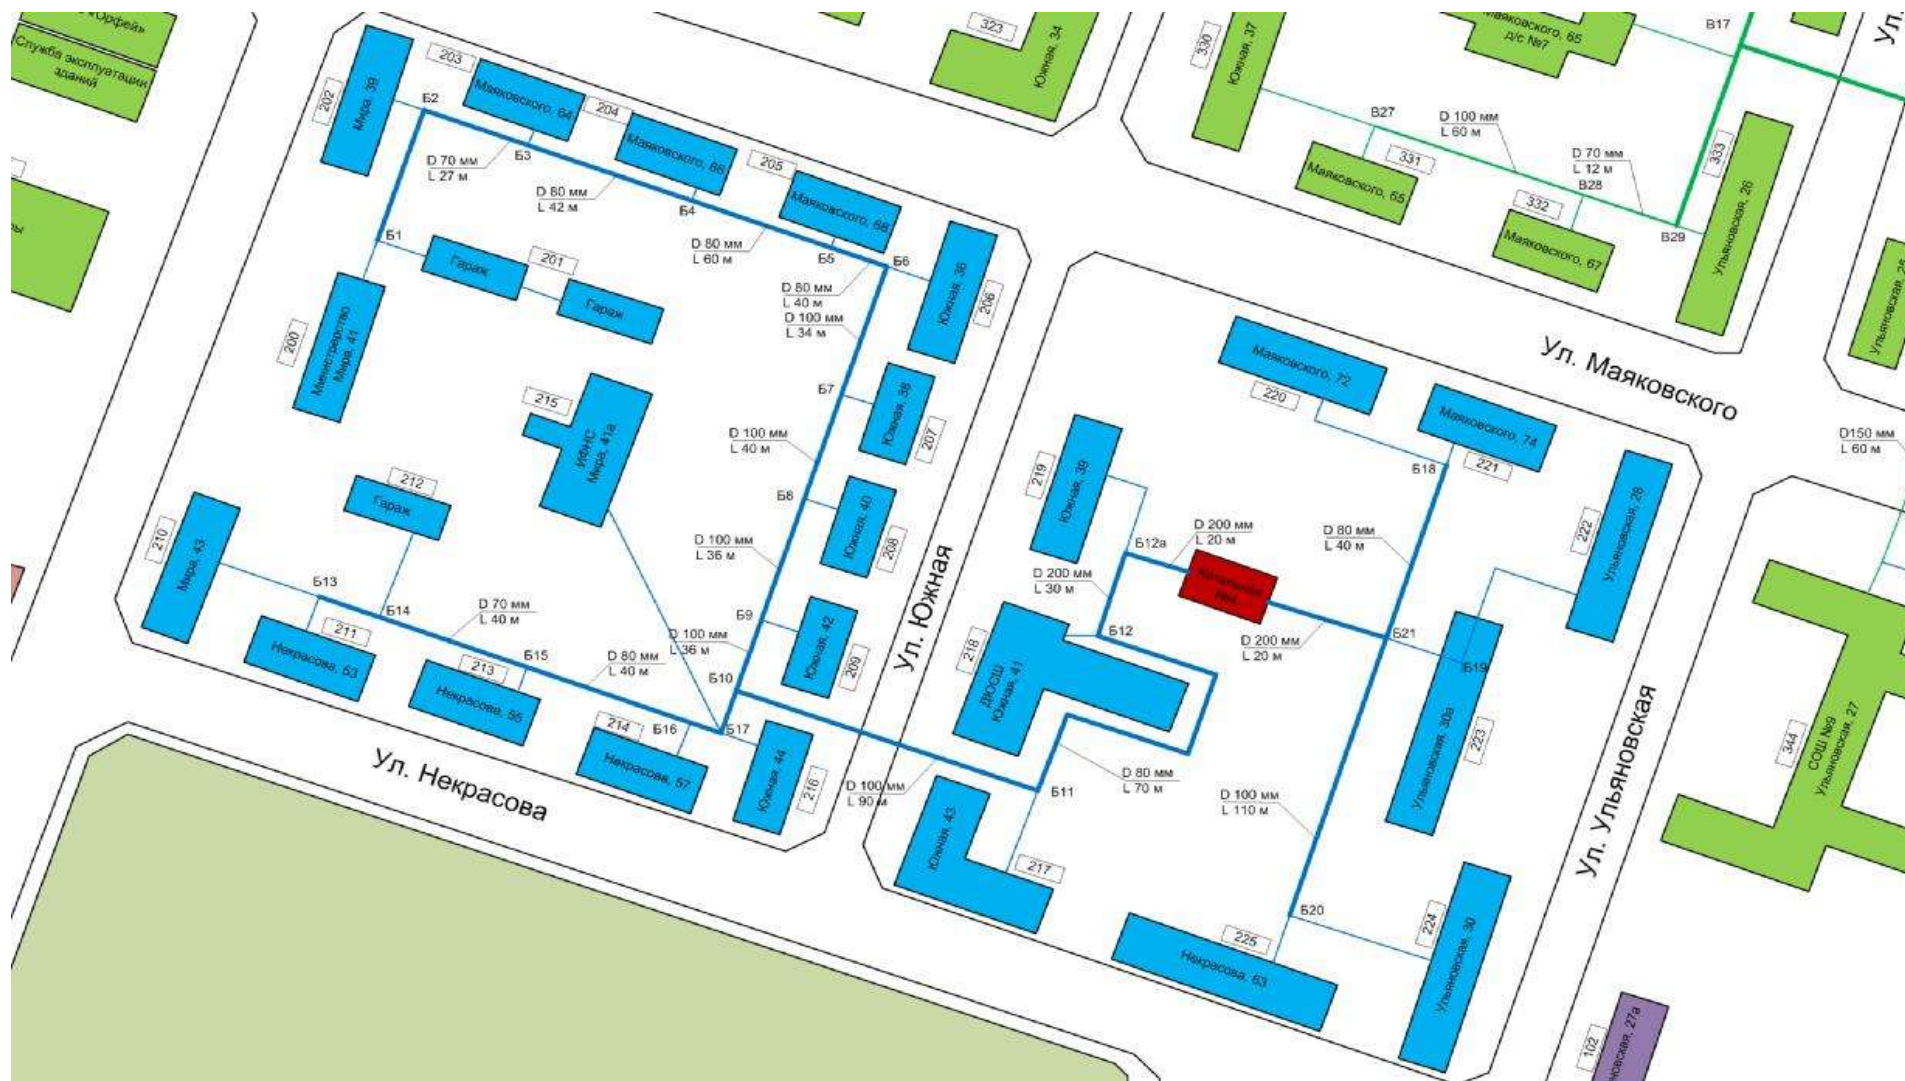 «Орфей»
Служба эксплуатации
зданий
323
Южная, 34
330
Южная, 37
Маяковского, 65
д/с №7
В17
Ул.
202
Мира, 39
203
Маяковского, 64
204
Маяковского, 66
205
Маяковского, 68
Б2
Б3
D 70 мм
L 27 м
D 80 мм
L 42 м
Б4
D 80 мм
L 60 м
Б5
Б6
D 80 мм
L 40 м
D 100 мм
L 34 м
Южная, 36
206
В27
D 100 мм
L 60 м
331
Маяковского, 65
D 70 мм
L 12 м
В28
332
Маяковского, 67
В29
333
Ульяновская, 26
Ульяновская, 25
Б1
Гараж
201
Гараж
200
Министрерство
Мира, 41
215
ИФНС
Мира, 41а
Б7
Южная, 38
207
D 100 мм
L 40 м
Б8
Южная, 40
208
D 100 мм
L 36 м
Б9
Южная, 42
209
D 100 мм
L 36 м
Б10
Ул. Южная
Ул. Маяковского
Маяковского, 72
220
Маяковского, 74
221
Б18
D150 мм
L 60 м
219
Южная, 39
Б12а
D 200 мм
L 20 м
D 80 мм
L 40 м
Котельная
№4
D 200 мм
L 30 м
Б12
D 200 мм
L 20 м
Б21
Б19
222
Ульяновская, 28
218
ДЮСШ
Южная, 41
Ульяновская, 30а
223
344
СОШ №9
Ульяновская, 27
210
Мира, 43
212
Гараж
Б13
Б14
211
Некрасова, 53
D 70 мм
L 40 м
Б15
213
Некрасова, 55
D 80 мм
L 40 м
214
Б16
Некрасова, 57
Б17
Южная, 44
216
Ул. Некрасова
D 100 мм
L 90 м
Б11
D 80 мм
L 70 м
Южная, 43
217
D 100 мм
L 110 м
Ул. Ульяновская
Б20
225
Некрасова, 63
224
Ульяновская, 30
102
новская, 27а